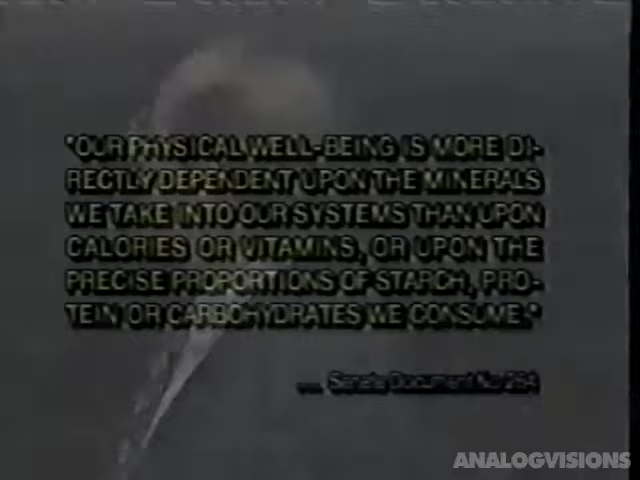 "OUR PHYSICAL WELL-BEING IS MORE DI-
RECTLY DEPENDENT UPON THE MINERALS
WE TAKE INTO OUR SYSTEMS THAN UPON
CALORIES OR VITAMINS, OR UPON THE
PRECISE PROPORTIONS OF STARCH, PRO-
TEIN OR CARBOHYDRATES WE CONSUME."
... Senate Document No 264
ANALOGVISIONS